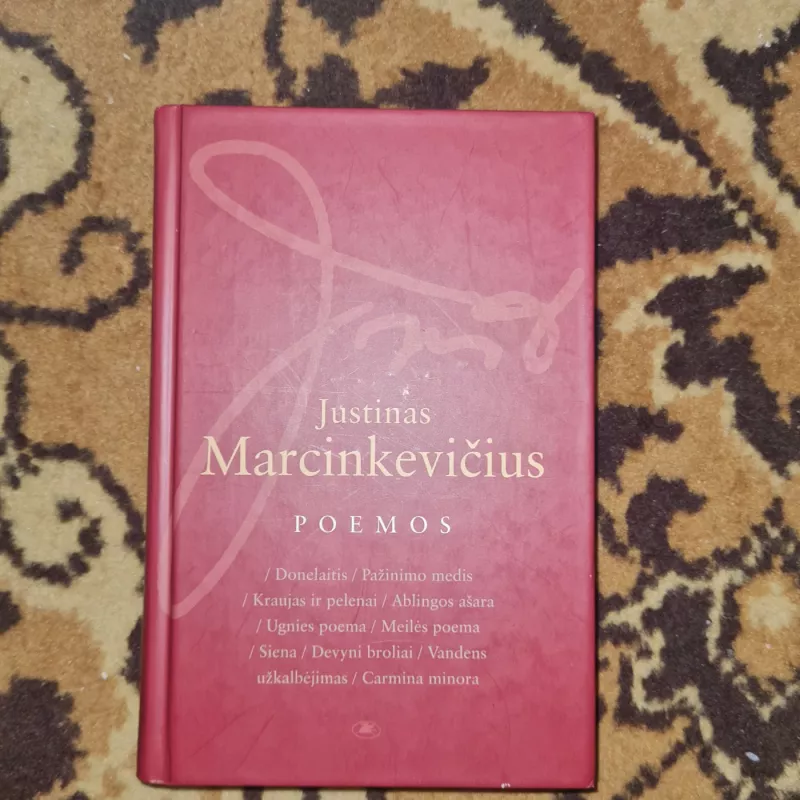 Justinas
Marcinkevičius
POEMOS
/ Donelaitis / Pažinimo medis
/ Kraujas ir pelenai / Ablingos ašara
/ Ugnies poema / Meilės poema
/ Siena / Devyni broliai / Vandens
užkalbėjimas / Carmina minora